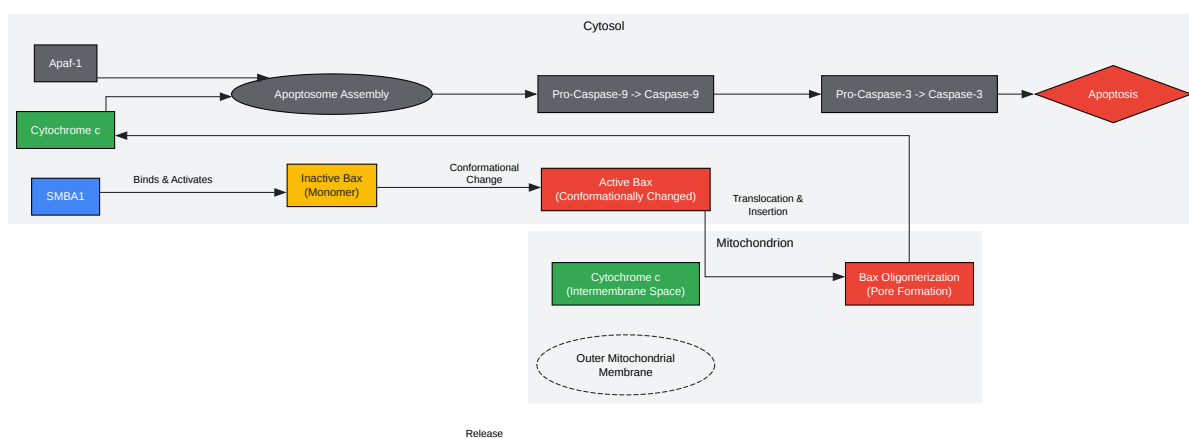 Cytosol
Apaf-1
Apoptosome Assembly
Pro-Caspase-9 -> Caspase-9
Pro-Caspase-3 -> Caspase-3
Apoptosis
Cytochrome c
SMBA1
Binds & Activates
Inactive Bax
(Monomer)
Conformational
Change
Active Bax
(Conformationally Changed)
Translocation &
Insertion
Mitochondrion
Cytochrome c
(Intermembrane Space)
Bax Oligomerization
(Pore Formation)
Outer Mitochondrial
Membrane
Release